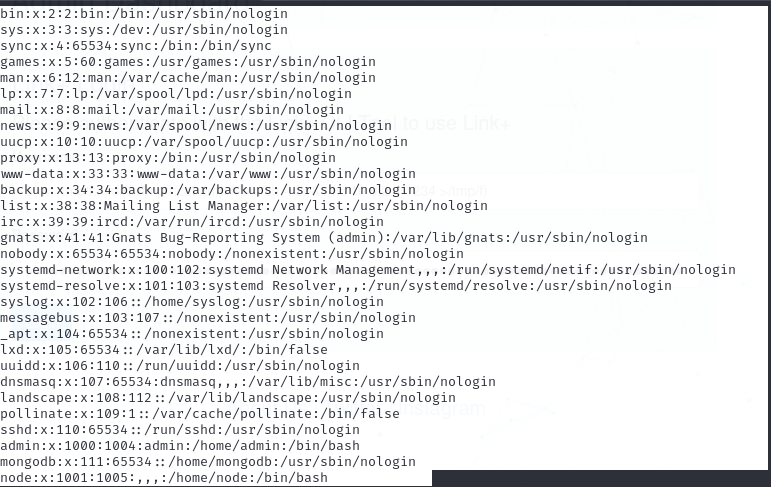 bin:x:2:2:bin:/bin:/usr/sbin/nologin
sys:x:3:3:sys:/dev:/usr/sbin/nologin
sync:x:4:65534:sync:/bin:/bin/sync
games:x:5:60:games:/usr/games:/usr/sbin/nologin
man:x:6:12:man:/var/cache/man:/usr/sbin/nologin
lp:x:7:7:lp:/var/spool/lpd:/usr/sbin/nologin
mail:x:8:8:mail:/var/mail:/usr/sbin/nologin
news:x:9:9:news:/var/spool/news:/usr/sbin/nologin
to use Link+
uucp:x:10:10:uucp:/var/spool/uucp:/usr/sbin/nologin
proxy:x:13:13:proxy:/bin:/usr/sbin/nologin
www-data:x:33:33:www-data:/var/www:/usr/sbin/nologin
backup:x:34:34:backup:/var/backups:/usr/sbin/nologin
list:x:38:38:Mailing List Manager:/var/list:/usr/sbin/nologin
irc:x:39:39:ircd:/var/run/ircd:/usr/sbin/nologin
gnats:x:41:41:Gnats Bug-Reporting System (admin):/var/lib/gnats:/usr/sbin/nologin
nobody:x:65534:65534:nobody:/nonexistent:/usr/sbin/nologin
systemd-network:x:100:102:systemd Network Management,,,:/run/systemd/netif:/usr/sbin/nologin
systemd-resolve:x:101:103:systemd Resolver,,,:/run/systemd/resolve:/usr/sbin/nologin
syslog:x:102:106::/home/syslog:/usr/sbin/nologin
messagebus:x:103:107::/nonexistent:/usr/sbin/nologin
_apt:x:104:65534::/nonexistent:/usr/sbin/nologin
lxd:x:105:65534::/var/lib/lxd/:/bin/false
uuidd:x:106:110::/run/uuidd:/usr/sbin/nologin
dnsmasq:x:107:65534:dnsmasq,,,:/var/lib/misc:/usr/sbin/nologin
landscape:x:108:112::/var/lib/landscape:/usr/sbin/nologin
pollinate:x:109:1::/var/cache/pollinate:/bin/false
sshd:x:110:65534::/run/sshd:/usr/sbin/nologin
admin:x:1000:1004:admin:/home/admin:/bin/bash
mongodb:x:111:65534::/home/mongodb:/usr/sbin/nologin
node:x:1001:1005:,,,:/home/node:/bin/bash